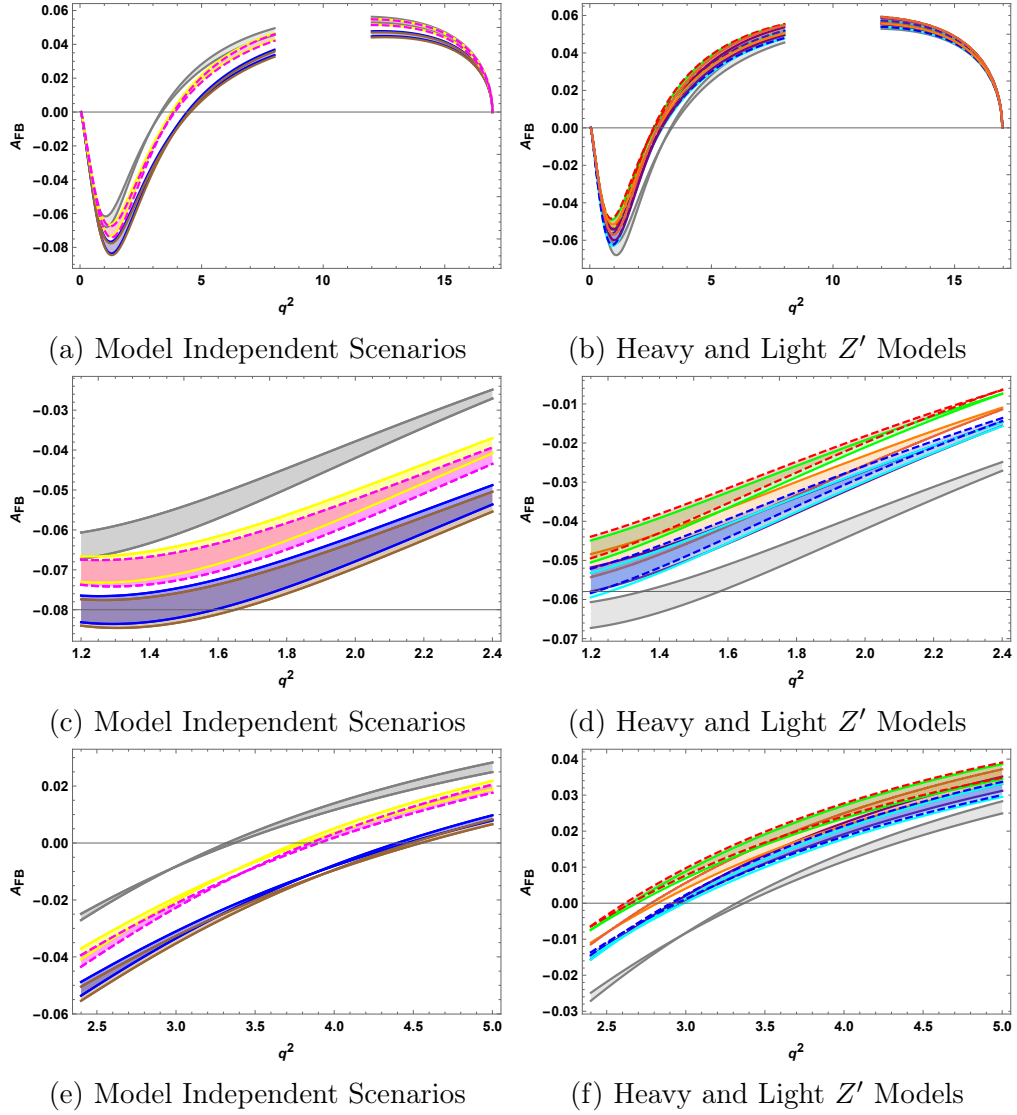 0.06
0.04
0.02
0.00
−0.02
−0.04
−0.06
−0.08
A_FB
0 5 10 15
q²
(a) Model Independent Scenarios
0.06
0.04
0.02
0.00
−0.02
−0.04
−0.06
A_FB
0 5 10 15
q²
(b) Heavy and Light Z′ Models
−0.03
−0.04
−0.05
−0.06
−0.07
−0.08
A_FB
1.2 1.4 1.6 1.8 2.0 2.2 2.4
q²
(c) Model Independent Scenarios
−0.01
−0.02
−0.03
−0.04
−0.05
−0.06
−0.07
A_FB
1.2 1.4 1.6 1.8 2.0 2.2 2.4
q²
(d) Heavy and Light Z′ Models
0.02
0.00
−0.02
−0.04
−0.06
A_FB
2.5 3.0 3.5 4.0 4.5 5.0
q²
(e) Model Independent Scenarios
0.04
0.03
0.02
0.01
0.00
−0.01
−0.02
−0.03
A_FB
2.5 3.0 3.5 4.0 4.5 5.0
q²
(f) Heavy and Light Z′ Models